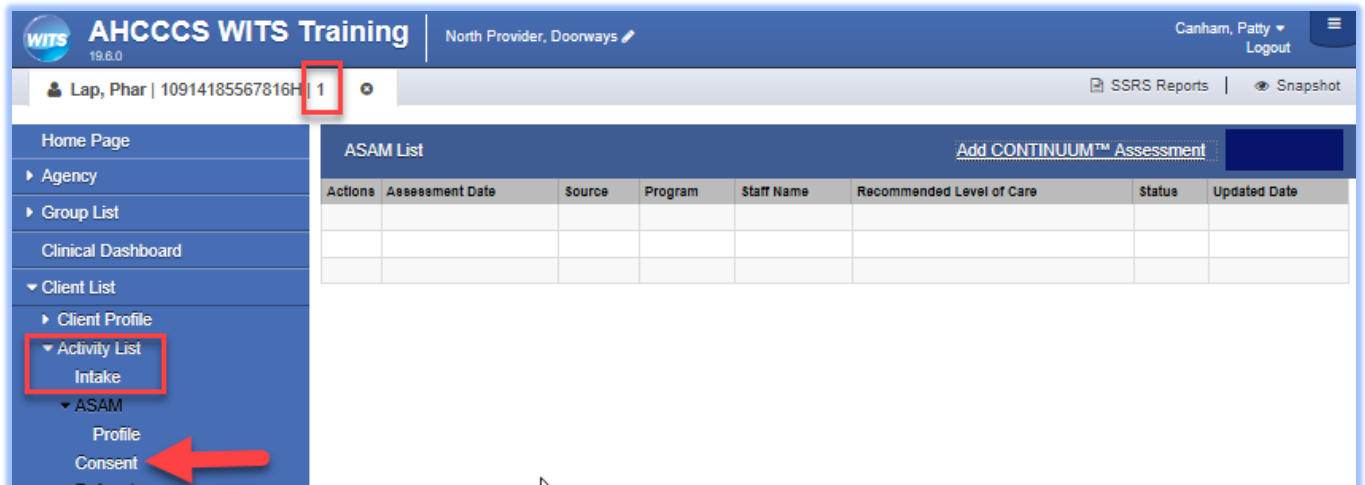 WITS AHCCCS WITS Training North Provider, Doorways Canham, Patty
19.6.0 Logout
Lap, Phar | 10914185567816H | 1 SSRS Reports | Snapshot
Home Page
ASAM List Add CONTINUUM™ Assessment
Agency
Actions Assessment Date Source Program Staff Name Recommended Level of Care Status Updated Date
Group List
Clinical Dashboard
Client List
Client Profile
Activity List
Intake
ASAM
Profile
Consent